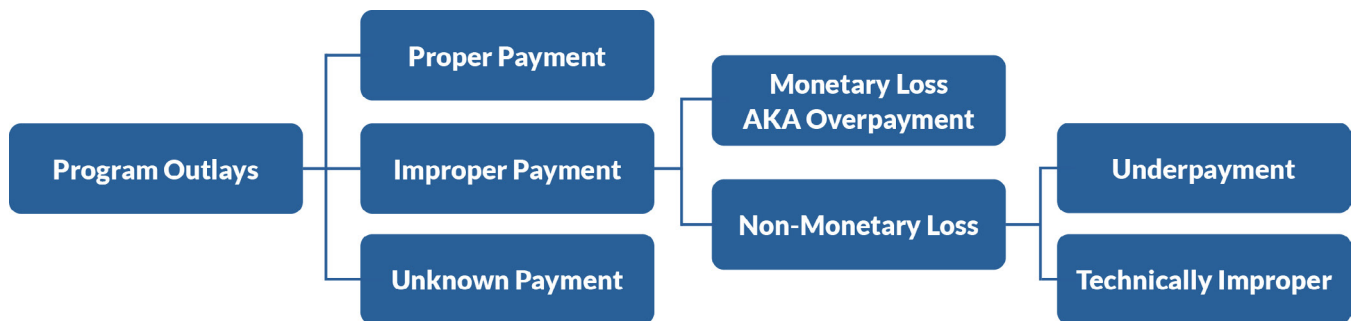 Program Outlays
Proper Payment
Improper Payment
Unknown Payment
Monetary Loss
AKA Overpayment
Non-Monetary Loss
Underpayment
Technically Improper